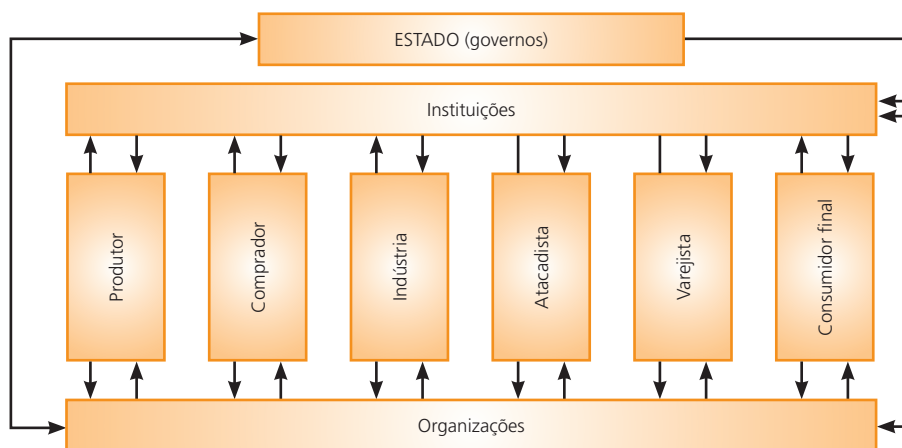 ESTADO (governos)
Instituições
Produtor
Comprador
Indústria
Atacadista
Varejista
Consumidor final
Organizações